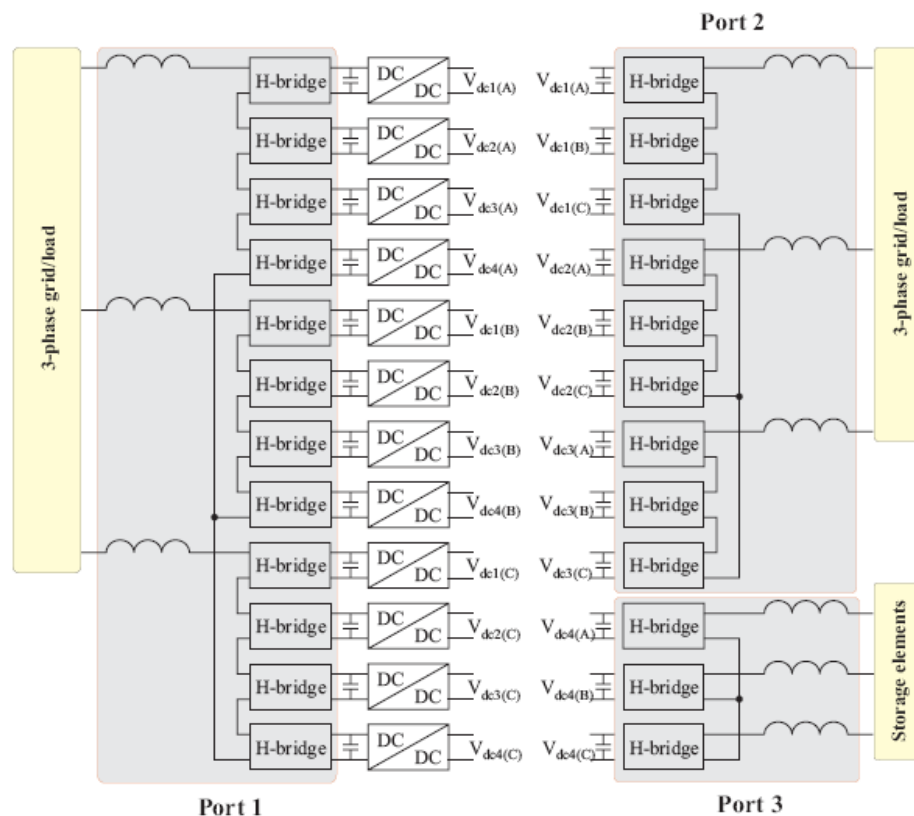 Port 2
3-phase grid/load
H-bridge
DC
DC
Vdc1(A)
Vdc1(A)
H-bridge
H-bridge
DC
DC
Vdc2(A)
Vdc1(B)
H-bridge
H-bridge
DC
DC
Vdc3(A)
Vdc1(C)
H-bridge
H-bridge
DC
DC
Vdc4(A)
Vdc2(A)
H-bridge
H-bridge
DC
DC
Vdc1(B)
Vdc2(B)
H-bridge
H-bridge
DC
DC
Vdc2(B)
Vdc2(C)
H-bridge
H-bridge
DC
DC
Vdc3(B)
Vdc3(A)
H-bridge
H-bridge
DC
DC
Vdc4(B)
Vdc3(B)
H-bridge
H-bridge
DC
DC
Vdc1(C)
Vdc3(C)
H-bridge
3-phase grid/load
H-bridge
DC
DC
Vdc2(C)
Vdc4(A)
H-bridge
H-bridge
DC
DC
Vdc3(C)
Vdc4(B)
H-bridge
H-bridge
DC
DC
Vdc4(C)
Vdc4(C)
H-bridge
Storage elements
Port 1
Port 3